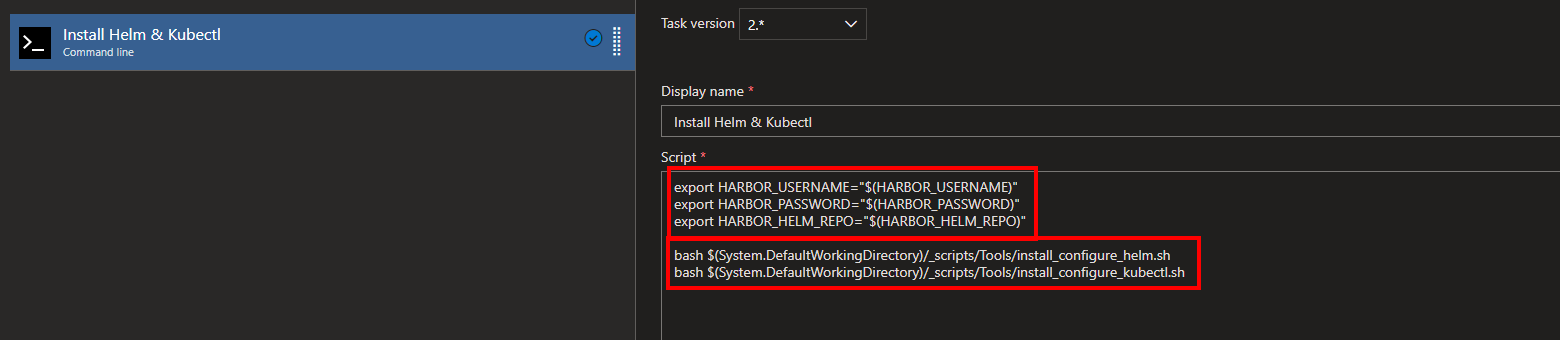 Install Helm & Kubectl
Command line
Task version 2.*
Display name *
Install Helm & Kubectl
Script *
export HARBOR_USERNAME="$(HARBOR_USERNAME)"
export HARBOR_PASSWORD="$(HARBOR_PASSWORD)"
export HARBOR_HELM_REPO="$(HARBOR_HELM_REPO)"
bash $(System.DefaultWorkingDirectory)/_scripts/Tools/install_configure_helm.sh
bash $(System.DefaultWorkingDirectory)/_scripts/Tools/install_configure_kubectl.sh